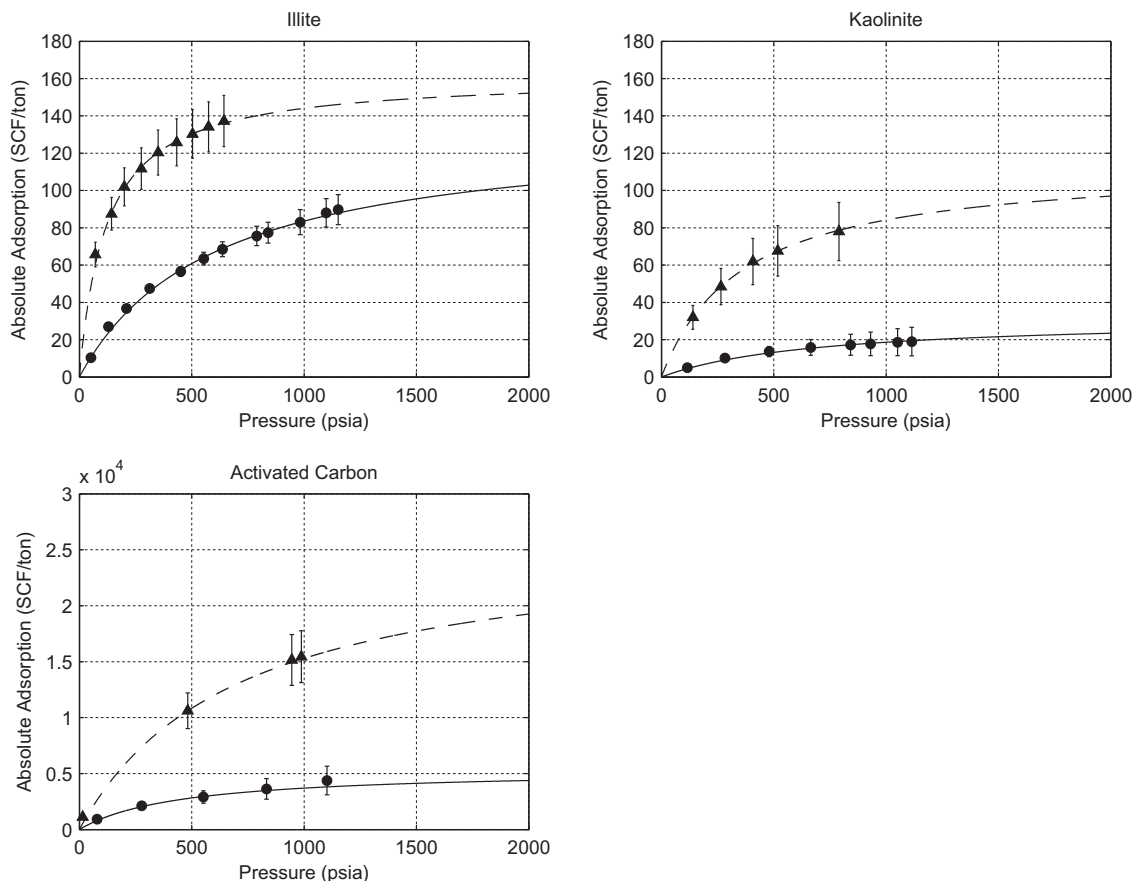 Illite
Absolute Adsorption (SCF/ton)
180
160
140
120
100
80
60
40
20
0
0 500 1000 1500 2000
Pressure (psia)
Kaolinite
Absolute Adsorption (SCF/ton)
180
160
140
120
100
80
60
40
20
0
0 500 1000 1500 2000
Pressure (psia)
Activated Carbon
x 10^4
Absolute Adsorption (SCF/ton)
3
2.5
2
1.5
1
0.5
0
0 500 1000 1500 2000
Pressure (psia)